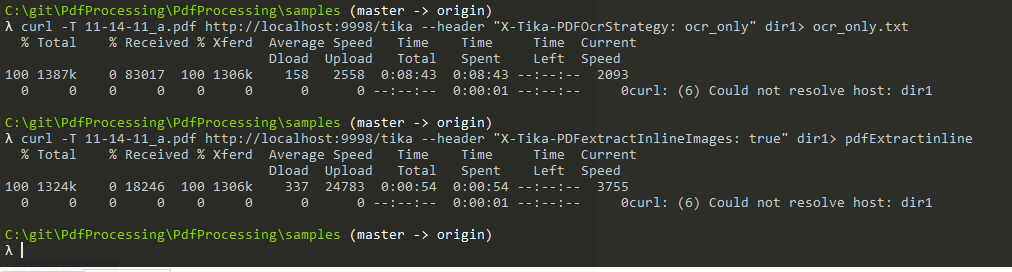 C:\git\PdfProcessing\PdfProcessing\samples (master -> origin)
λ curl -T 11-14-11_a.pdf http://localhost:9998/tika --header "X-Tika-PDFOcrStrategy: ocr_only" dir1> ocr_only.txt
  % Total    % Received % Xferd  Average Speed   Time    Time     Time  Current
                                 Dload  Upload   Total   Spent    Left  Speed
100 1387k    0 83017  100 1306k    158   2558  0:08:43  0:08:43 --:--:--  2093
  0     0    0     0    0     0      0      0 --:--:--  0:00:01 --:--:--     0curl: (6) Could not resolve host: dir1
C:\git\PdfProcessing\PdfProcessing\samples (master -> origin)
λ curl -T 11-14-11_a.pdf http://localhost:9998/tika --header "X-Tika-PDFextractInlineImages: true" dir1> pdfExtractinline
  % Total    % Received % Xferd  Average Speed   Time    Time     Time  Current
                                 Dload  Upload   Total   Spent    Left  Speed
100 1324k    0 18246  100 1306k    337  24783  0:00:54  0:00:54 --:--:--  3755
  0     0    0     0    0     0      0      0 --:--:--  0:00:01 --:--:--     0curl: (6) Could not resolve host: dir1
C:\git\PdfProcessing\PdfProcessing\samples (master -> origin)
λ